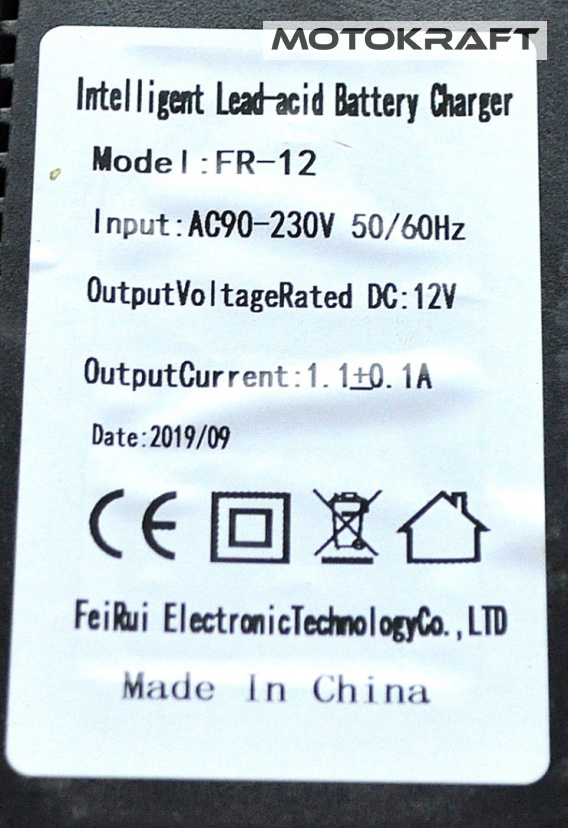 MOTOKRAFT
Intelligent Lead-acid Battery Charger
Model:FR-12
Input:AC90-230V 50/60Hz
OutputVoltageRated DC:12V
OutputCurrent:1.1±0.1A
Date:2019/09
CE
FeiRui ElectronicTechnologyCo.,LTD
Made In China